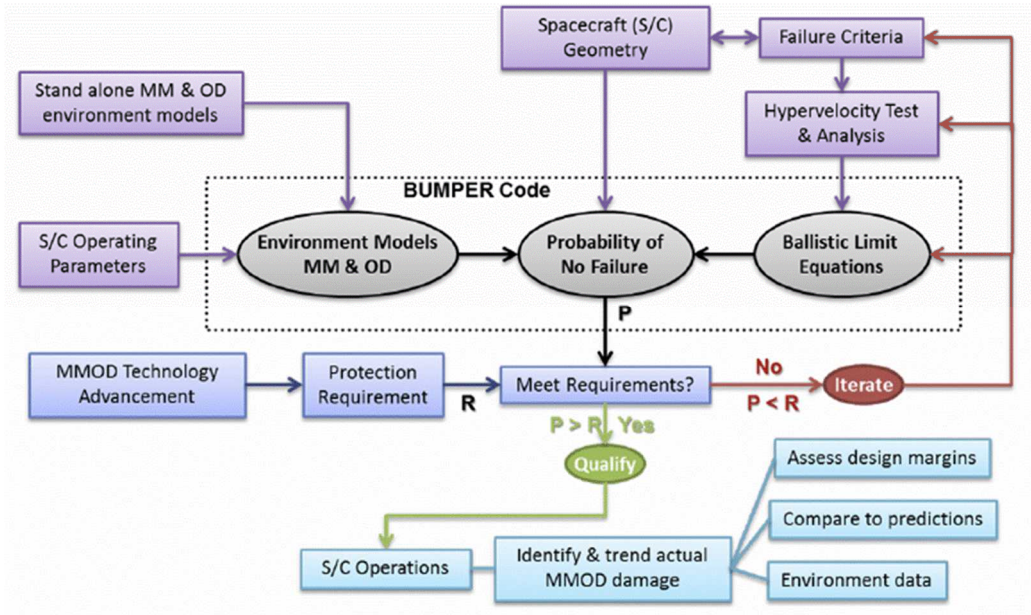 Spacecraft (S/C)
Geometry
Failure Criteria
Stand alone MM & OD
environment models
Hypervelocity Test
& Analysis
BUMPER Code
S/C Operating
Parameters
Environment Models
MM & OD
Probability of
No Failure
Ballistic Limit
Equations
P
MMOD Technology
Advancement
Protection
Requirement
R
Meet Requirements?
No
P < R
Iterate
P > R Yes
Qualify
Assess design margins
Compare to predictions
S/C Operations
Identify & trend actual
MMOD damage
Environment data